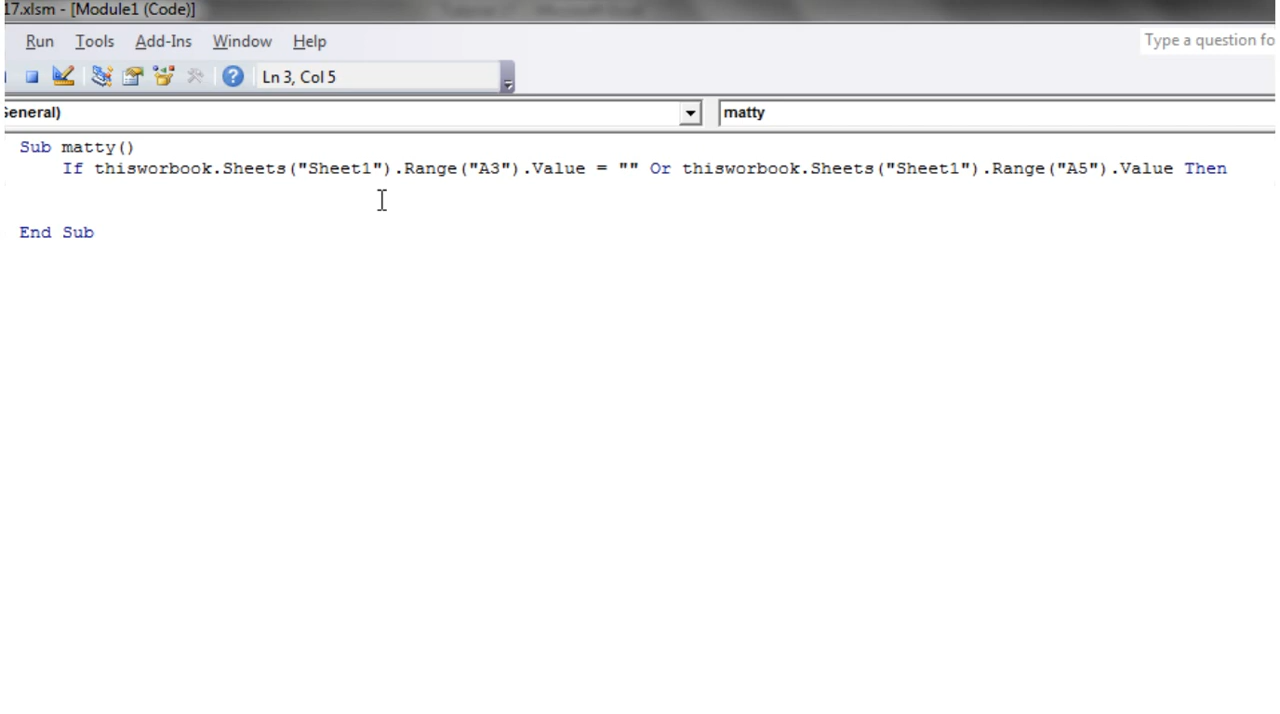 17.xlsm - [Module1 (Code)]
Run Tools Add-Ins Window Help Type a question fo
Ln 3, Col 5
General) matty
Sub matty()
If thisworbook.Sheets("Sheet1").Range("A3").Value = "" Or thisworbook.Sheets("Sheet1").Range("A5").Value Then
End Sub